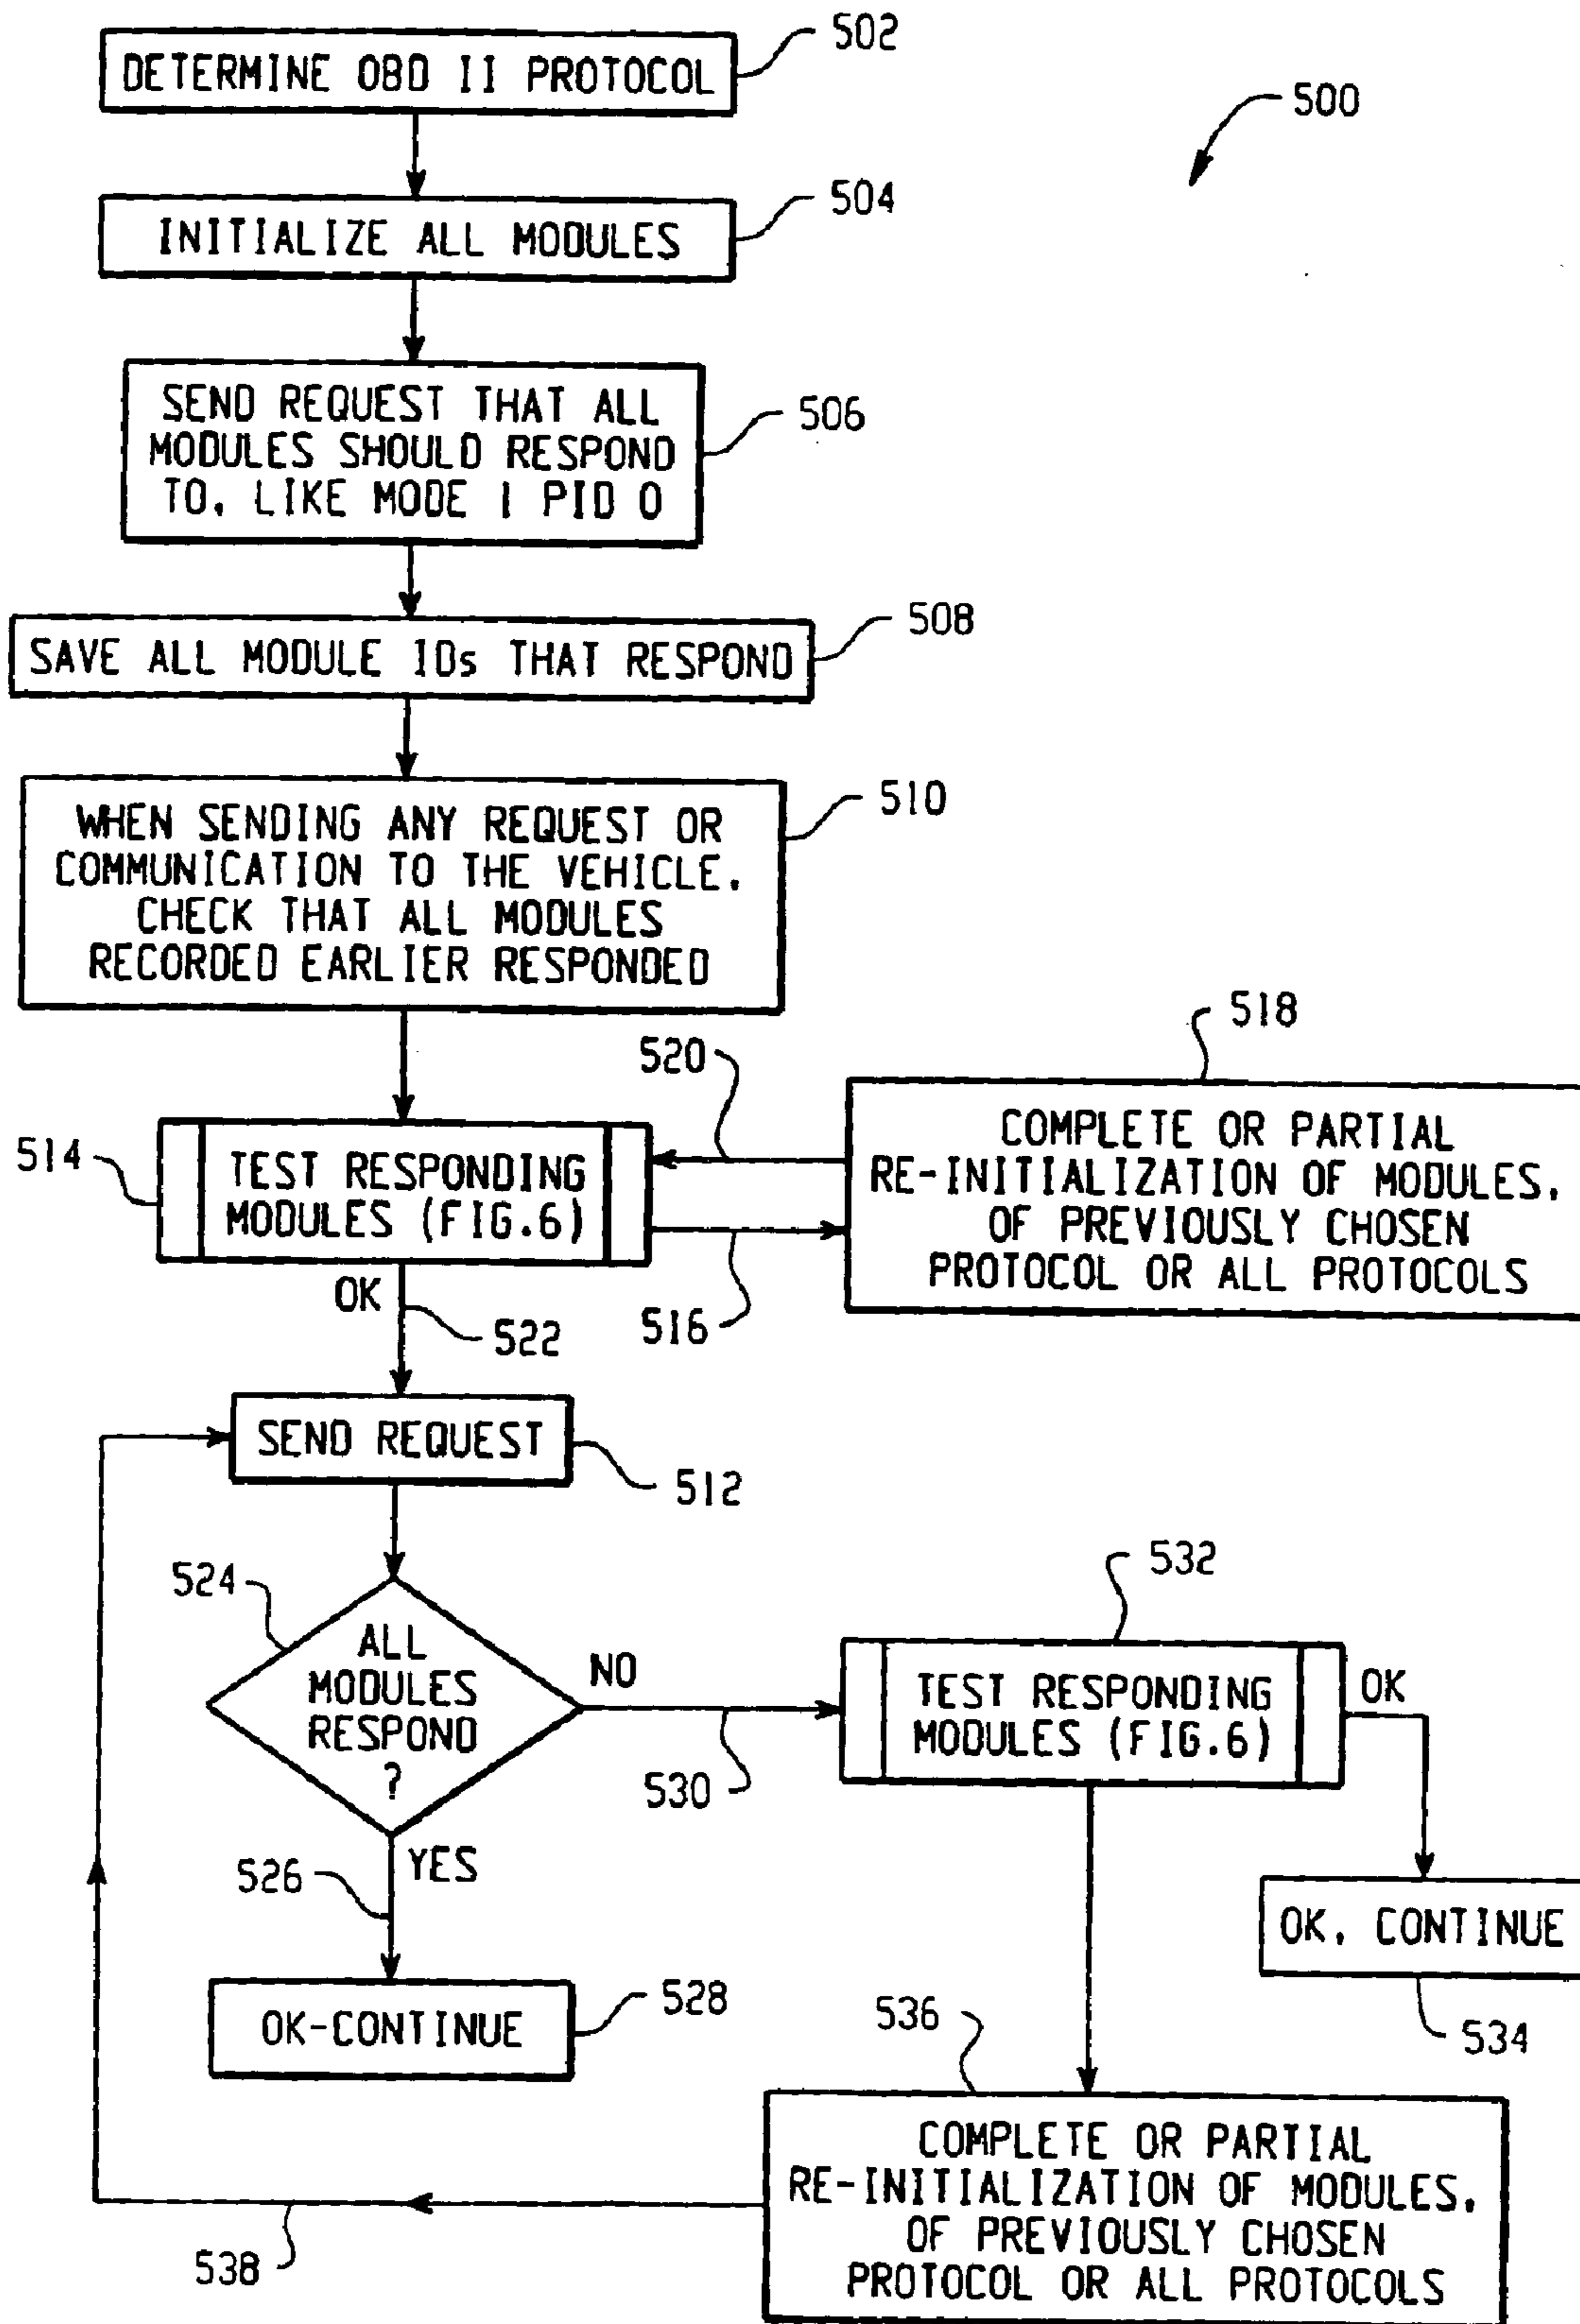 502
DETERMINE OBD II PROTOCOL
500
504
INITIALIZE ALL MODULES
SEND REQUEST THAT ALL
MODULES SHOULD RESPOND
TO, LIKE MODE 1 PID 0
506
508
SAVE ALL MODULE IDs THAT RESPOND
510
WHEN SENDING ANY REQUEST OR
COMMUNICATION TO THE VEHICLE,
CHECK THAT ALL MODULES
RECORDED EARLIER RESPONDED
518
520
514
TEST RESPONDING
MODULES (FIG.6)
COMPLETE OR PARTIAL
RE-INITIALIZATION OF MODULES,
OF PREVIOUSLY CHOSEN
PROTOCOL OR ALL PROTOCOLS
OK
522
516
SEND REQUEST
512
524
ALL
MODULES
RESPOND
?
NO
530
532
TEST RESPONDING
MODULES (FIG.6)
OK
YES
526
OK-CONTINUE
528
OK, CONTINUE
534
536
COMPLETE OR PARTIAL
RE-INITIALIZATION OF MODULES,
OF PREVIOUSLY CHOSEN
PROTOCOL OR ALL PROTOCOLS
538